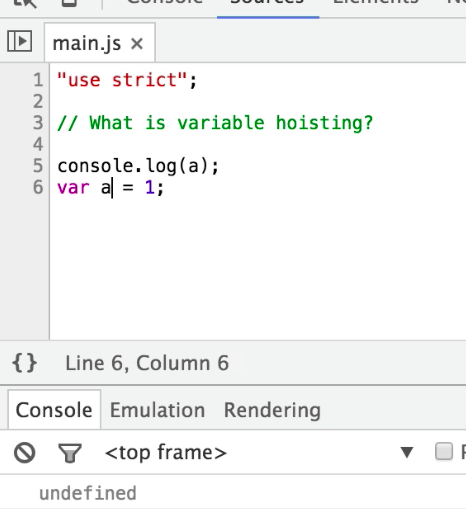 Console Sources Elements
main.js ×
1 "use strict";
2
3 // What is variable hoisting?
4
5 console.log(a);
6 var a = 1;
{} Line 6, Column 6
Console Emulation Rendering
<top frame> ▼
undefined